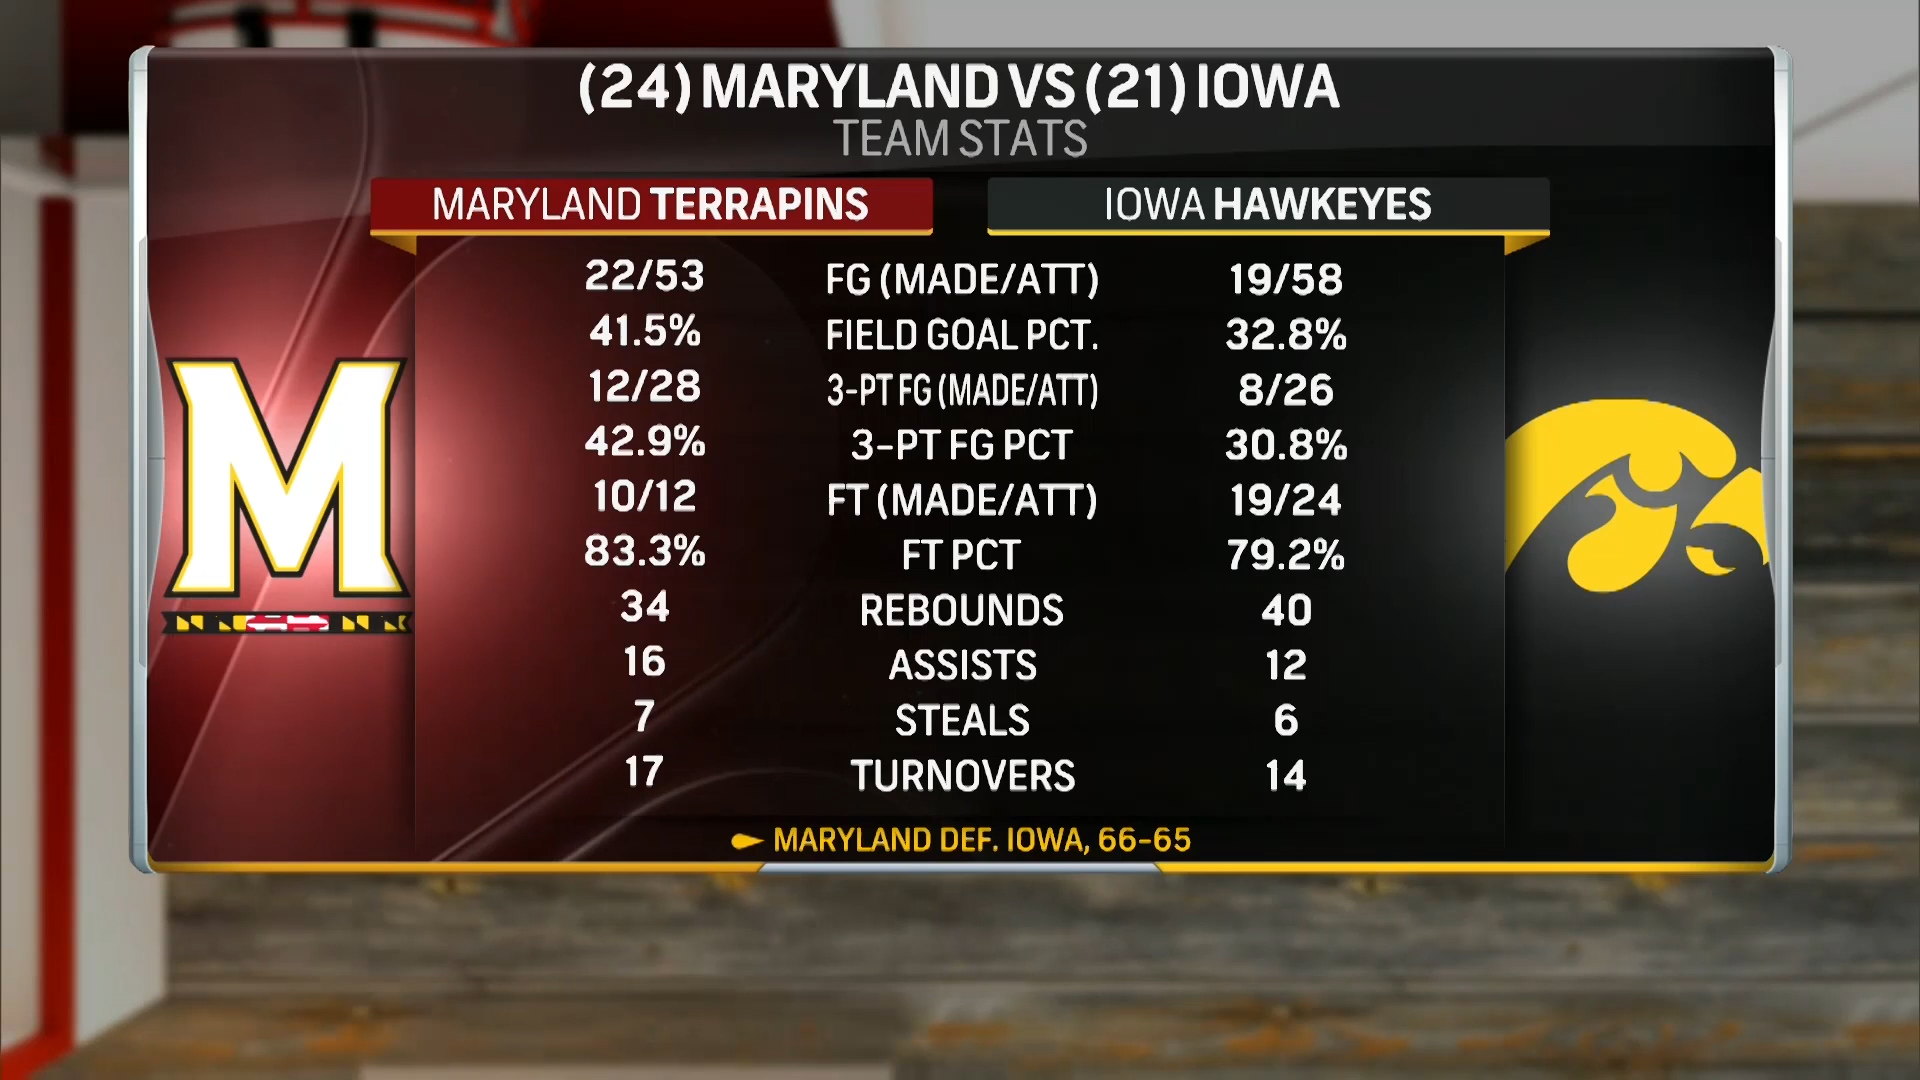 (24) MARYLAND VS (21) IOWA
TEAM STATS
MARYLAND TERRAPINS IOWA HAWKEYES
22/53 FG (MADE/ATT) 19/58
41.5% FIELD GOAL PCT. 32.8%
12/28 3-PT FG (MADE/ATT) 8/26
42.9% 3-PT FG PCT 30.8%
10/12 FT (MADE/ATT) 19/24
83.3% FT PCT 79.2%
34 REBOUNDS 40
16 ASSISTS 12
7 STEALS 6
17 TURNOVERS 14
MARYLAND DEF. IOWA, 66-65
M